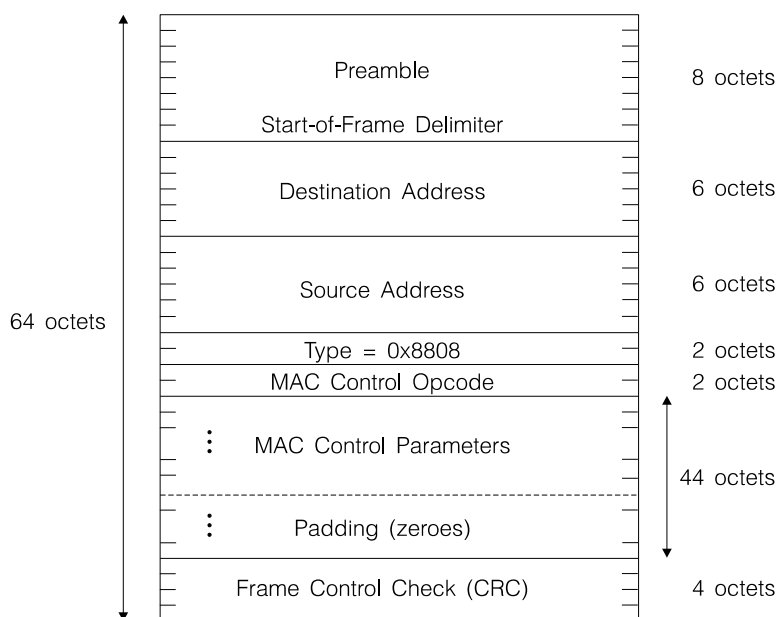 Preamble
8 octets
Start-of-Frame Delimiter
Destination Address
6 octets
Source Address
6 octets
64 octets
Type = 0x8808
2 octets
MAC Control Opcode
2 octets
MAC Control Parameters
44 octets
Padding (zeroes)
Frame Control Check (CRC)
4 octets